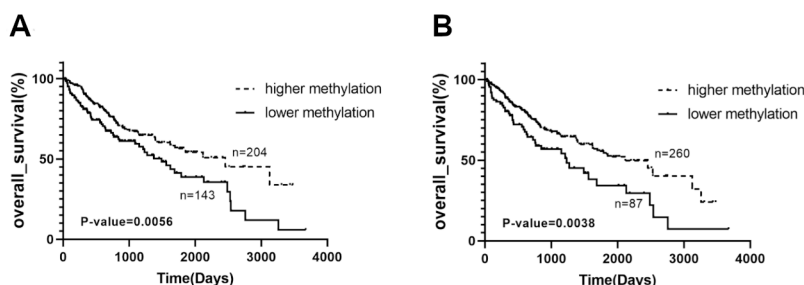 A
overall_survival(%)
100
50
0
higher methylation
lower methylation
n=204
n=143
P-value=0.0056
0 1000 2000 3000 4000
Time(Days)
B
overall_survival(%)
100
50
0
higher methylation
lower methylation
n=260
n=87
P-value=0.0038
0 1000 2000 3000 4000
Time(Days)